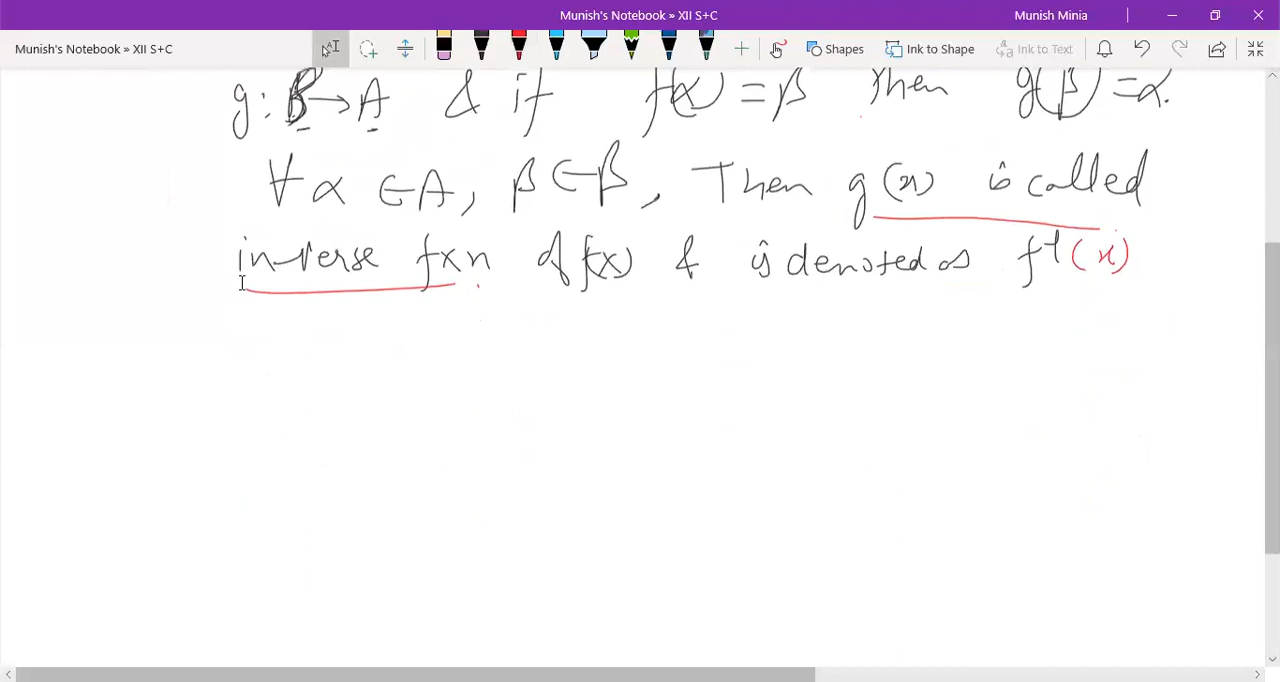 Munish's Notebook » XII S+C
Munish Minia
Munish's Notebook » XII S+C
Shapes
Ink to Shape
Ink to Text
g: B→A & if f(α) = β Then g(β) = α.
∀ α ∈ A, β ∈ β, Then g(x) is called
inverse fxn of f(x) & is denoted as f⁻¹(x)